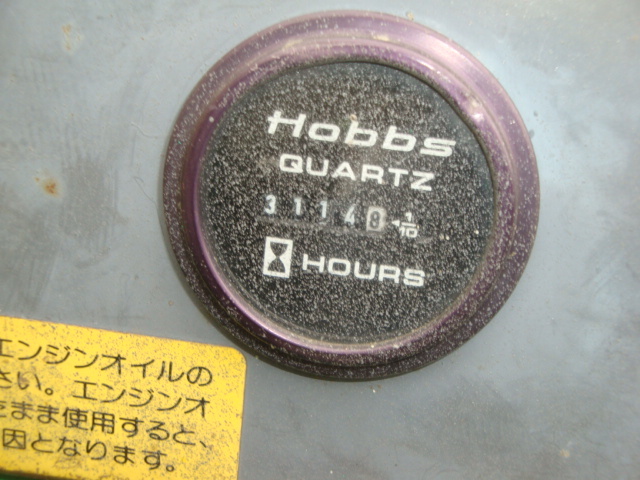 Hobbs
QUARTZ
31148 1/10
HOURS
エンジンオイルの
さい。エンジンオ
まま使用すると、
因となります。